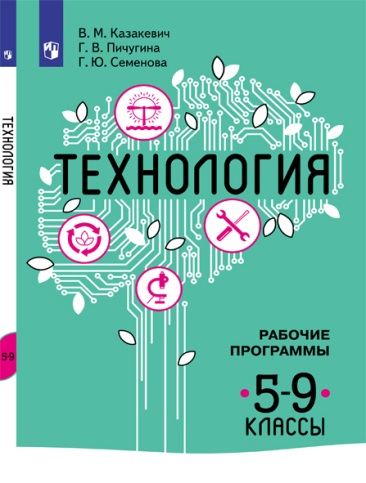 В. М. Казакевич
Г. В. Пичугина
Г. Ю. Семенова
ТЕХНОЛОГИЯ
РАБОЧИЕ
ПРОГРАММЫ
• 5-9 •
КЛАССЫ
ТЕХНОЛОГИЯ
5-9